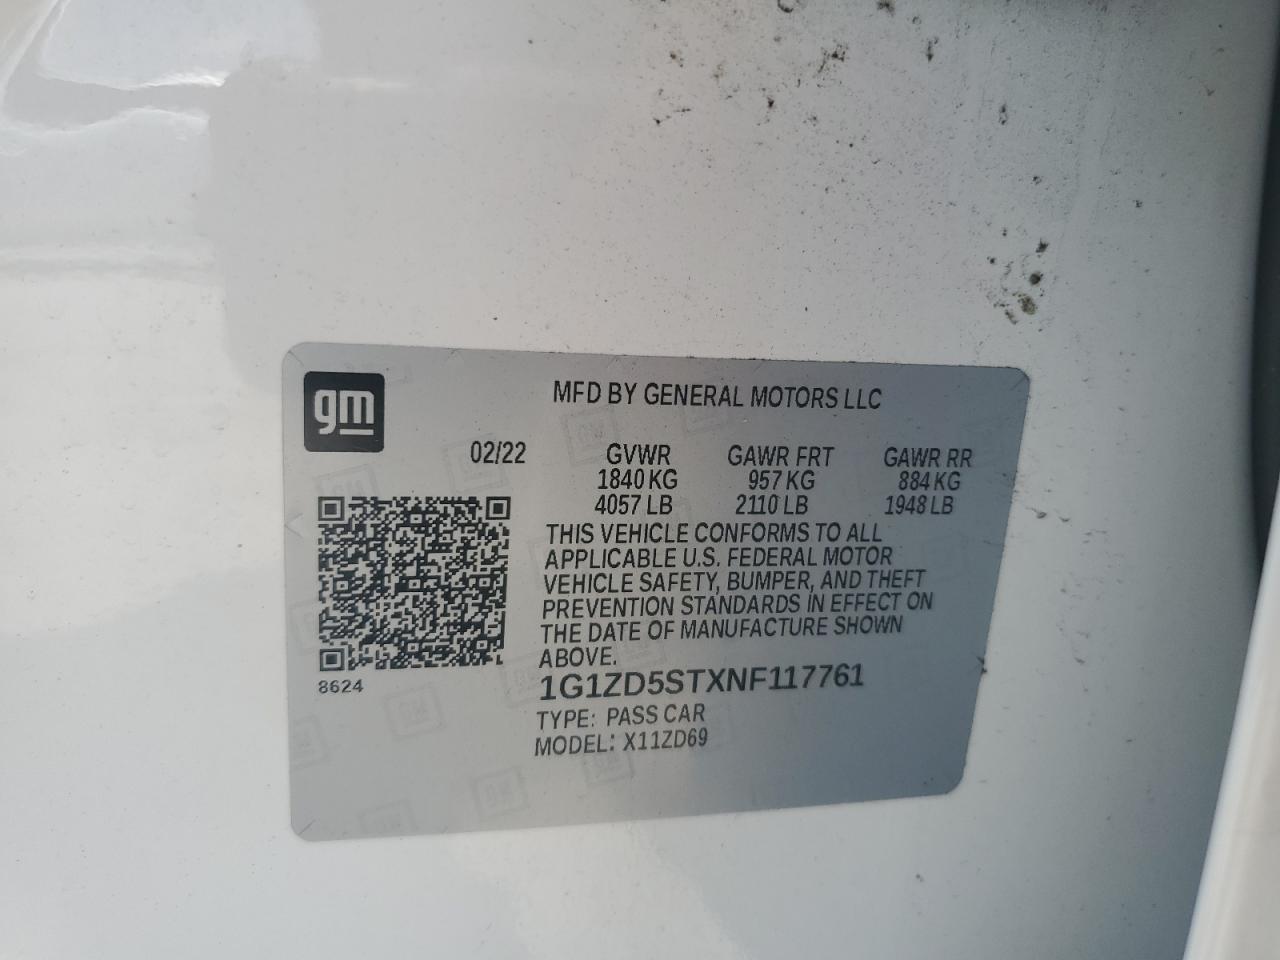 gm
MFD BY GENERAL MOTORS LLC
02/22 GVWR GAWR FRT GAWR RR
1840 KG 957 KG 884 KG
4057 LB 2110 LB 1948 LB
THIS VEHICLE CONFORMS TO ALL
APPLICABLE U.S. FEDERAL MOTOR
VEHICLE SAFETY, BUMPER, AND THEFT
PREVENTION STANDARDS IN EFFECT ON
THE DATE OF MANUFACTURE SHOWN
ABOVE.
8624
1G1ZD5STXNF117761
TYPE: PASS CAR
MODEL: X11ZD69